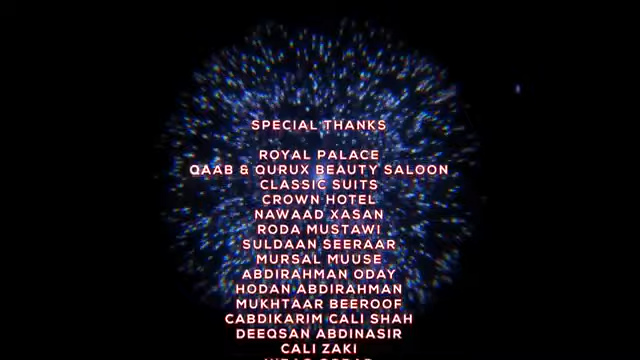 SPECIAL THANKS
ROYAL PALACE
QAAB & QURUX BEAUTY SALOON
CLASSIC SUITS
CROWN HOTEL
NAWAAD XASAN
RODA MUSTAWI
SULDAAN SEERAAR
MURSAL MUUSE
ABDIRAHMAN ODAY
HODAN ABDIRAHMAN
MUKHTAAR BEEROOF
CABDIKARIM CALI SHAH
DEEQSAN ABDINASIR
CALI ZAKI